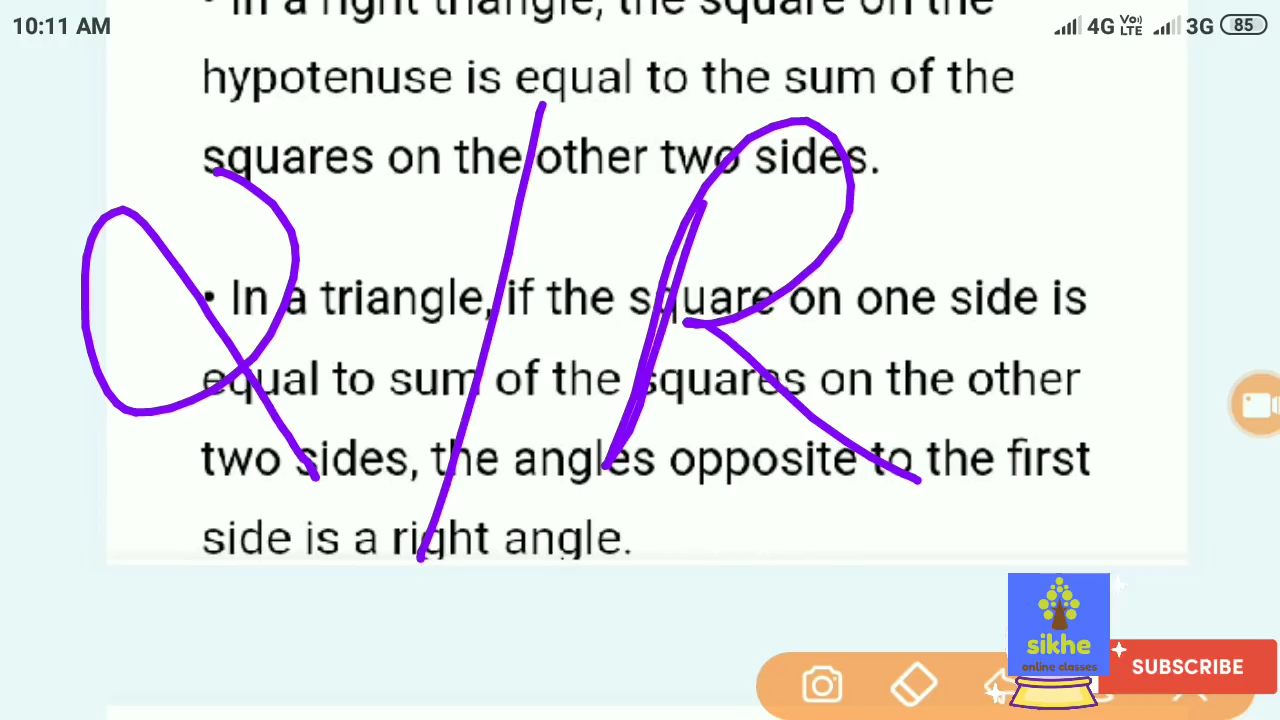 10:11 AM
4G Vo) LTE 3G 85
• In a right triangle, the square on the
hypotenuse is equal to the sum of the
squares on the other two sides.
• In a triangle, if the square on one side is
equal to sum of the squares on the other
two sides, the angles opposite to the first
side is a right angle.
/ R
sikhe
online classes
SUBSCRIBE